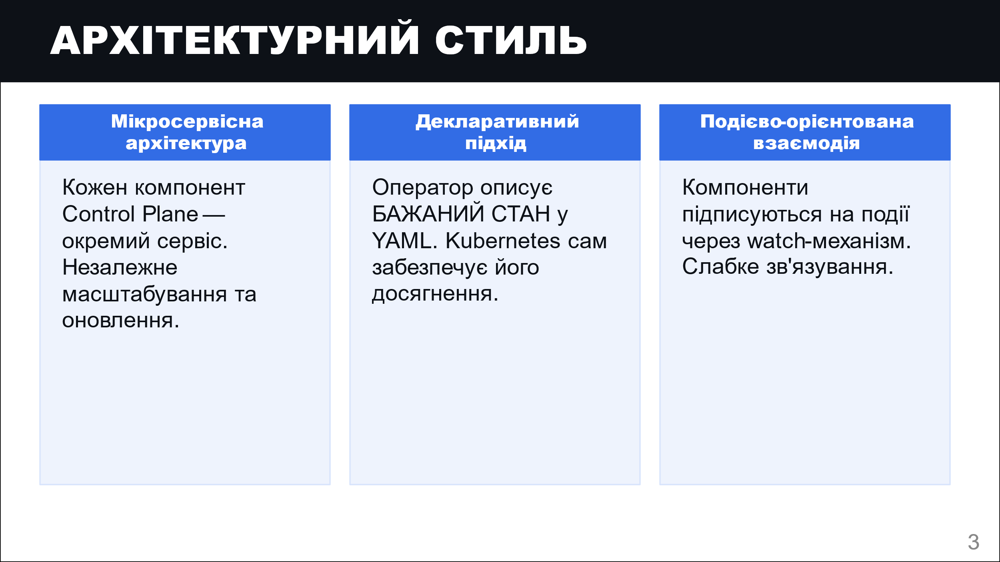 АРХІТЕКТУРНИЙ СТИЛЬ
Мікросервісна
архітектура
Кожен компонент
Control Plane —
окремий сервіс.
Незалежне
масштабування та
оновлення.
Декларативний
підхід
Оператор описує
БАЖАНИЙ СТАН у
YAML. Kubernetes сам
забезпечує його
досягнення.
Подієво-орієнтована
взаємодія
Компоненти
підписуються на події
через watch-механізм.
Слабке зв'язування.
3